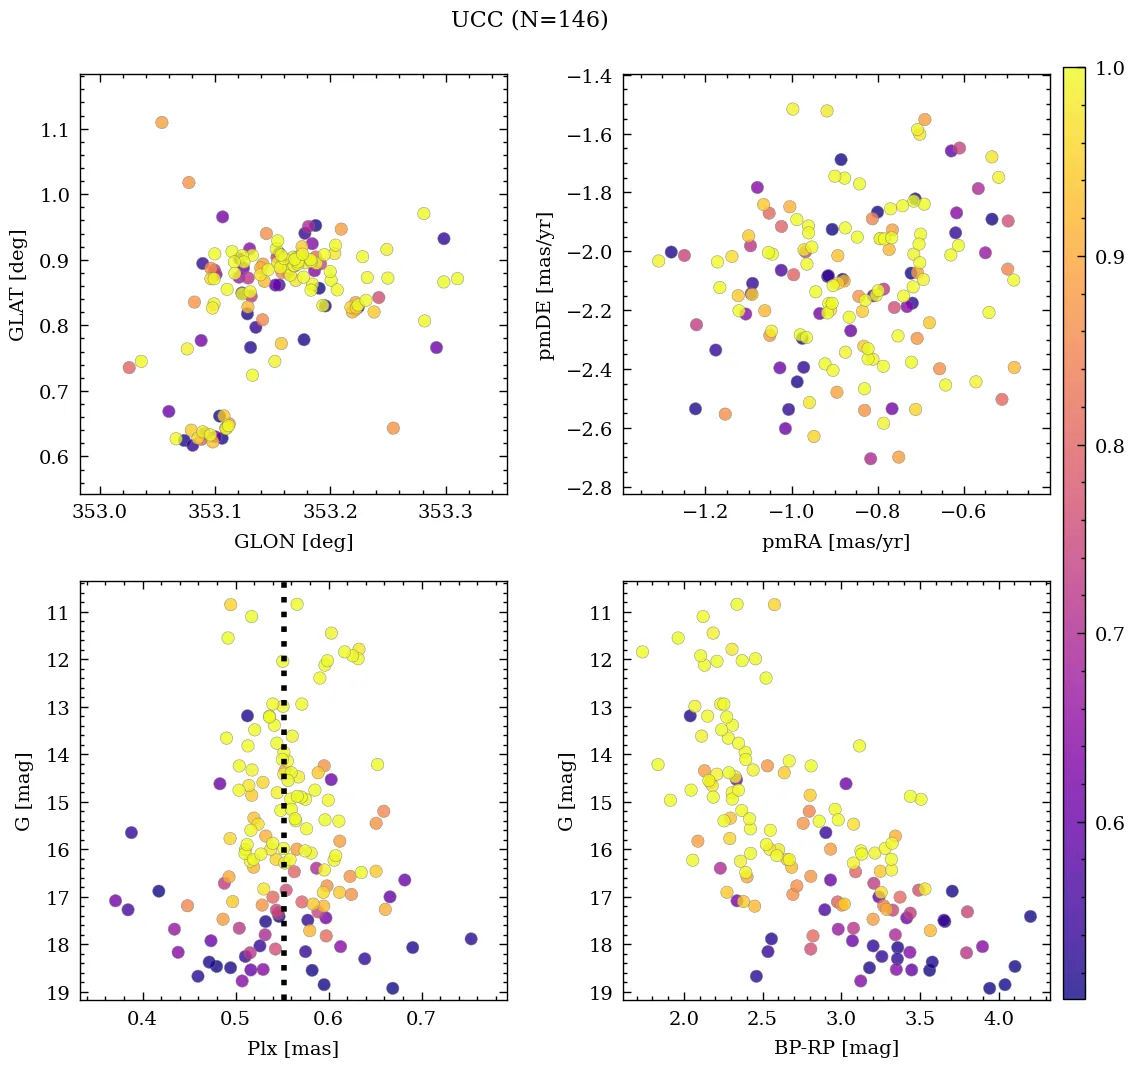 UCC (N=146)
1.1
1.0
0.9
0.8
0.7
0.6
GLAT [deg]
353.0 353.1 353.2 353.3
GLON [deg]
−1.4
−1.6
−1.8
−2.0
−2.2
−2.4
−2.6
−2.8
pmDE [mas/yr]
−1.2 −1.0 −0.8 −0.6
pmRA [mas/yr]
11
12
13
14
15
16
17
18
19
G [mag]
0.4 0.5 0.6 0.7
Plx [mas]
11
12
13
14
15
16
17
18
19
G [mag]
2.0 2.5 3.0 3.5 4.0
BP-RP [mag]
1.0
0.9
0.8
0.7
0.6